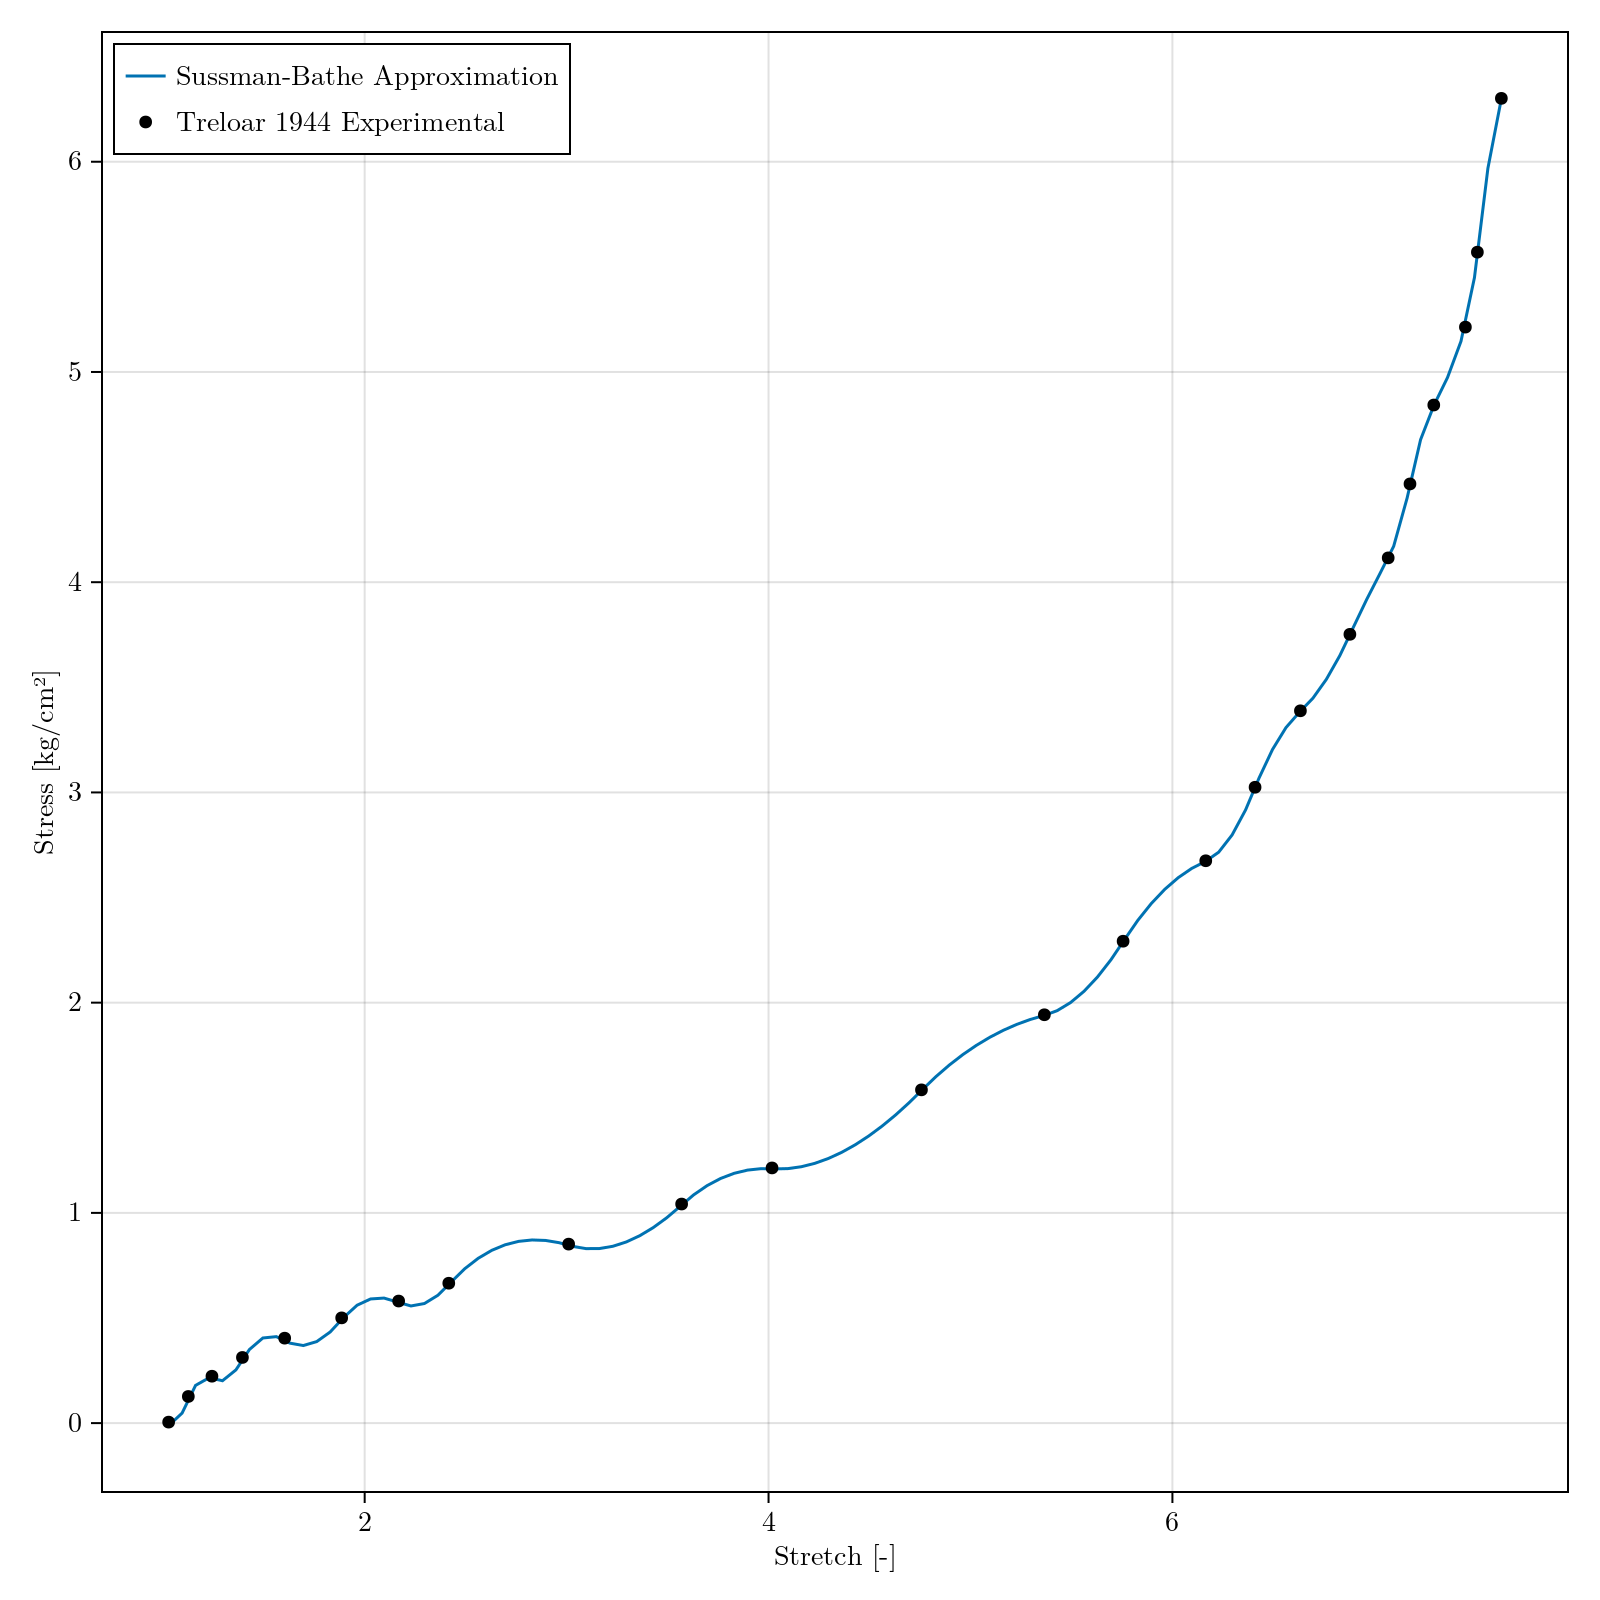 Sussman-Bathe Approximation
Treloar 1944 Experimental
6
5
4
3
2
1
0
Stress [kg/cm²]
2 4 6
Stretch [-]